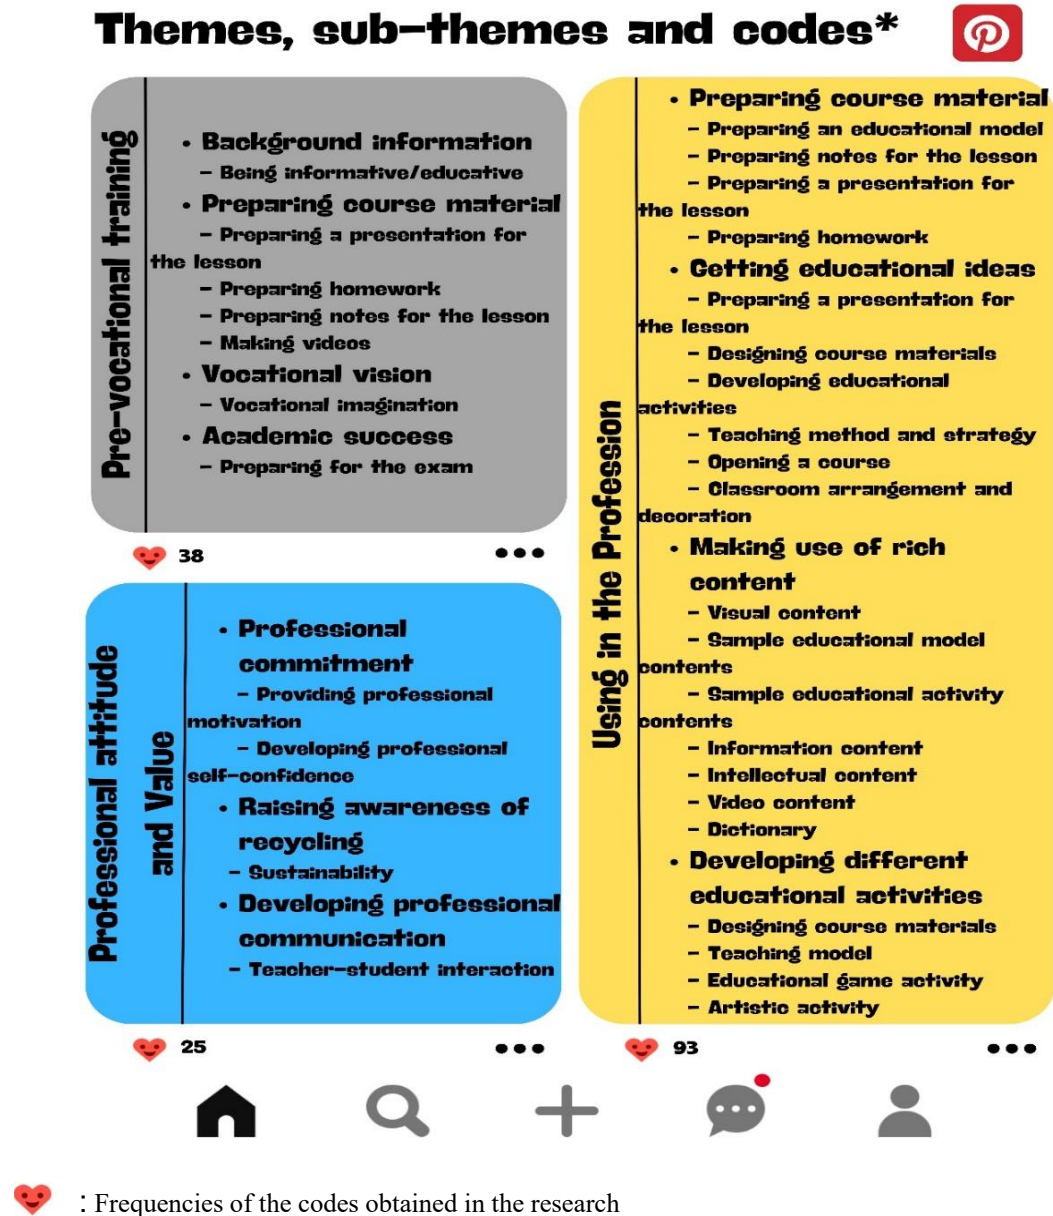 Themes, sub-themes and codes*
Pre-vocational training
• Background information
– Being informative/educative
• Preparing course material
– Preparing a presentation for
the lesson
– Preparing homework
– Preparing notes for the lesson
– Making videos
• Vocational vision
– Vocational imagination
• Academic success
– Preparing for the exam
38
Professional attitude
and Value
• Professional
commitment
– Providing professional
motivation
– Developing professional
self-confidence
• Raising awareness of
recycling
– Sustainability
• Developing professional
communication
– Teacher-student interaction
25
Using in the Profession
• Preparing course material
– Preparing an educational model
– Preparing notes for the lesson
– Preparing a presentation for
the lesson
– Preparing homework
• Getting educational ideas
– Preparing a presentation for
the lesson
– Designing course materials
– Developing educational
activities
– Teaching method and strategy
– Opening a course
– Classroom arrangement and
decoration
• Making use of rich
content
– Visual content
– Sample educational model
contents
– Sample educational activity
contents
– Information content
– Intellectual content
– Video content
– Dictionary
• Developing different
educational activities
– Designing course materials
– Teaching model
– Educational game activity
– Artistic activity
93
: Frequencies of the codes obtained in the research